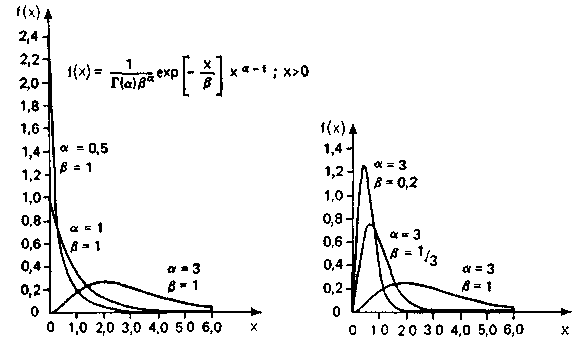 f(x)
2,4
2,2
2,0
1,8
1,6
1,4
1,2
1,0
0,8
0,6
0,4
0,2
0
f(x) = 1/(Γ(α)β^α) exp[-x/β] x^(α-1) ; x>0
α = 0,5
β = 1
α = 1
β = 1
α = 3
β = 1
0 1,0 2,0 3,0 4,0 5,0 6,0 x
f(x)
1,4
1,2
1,0
0,8
0,6
0,4
0,2
0
α = 3
β = 0,2
α = 3
β = 1/3
α = 3
β = 1
0 1 0 2 0 3 0 4 0 5 0 6,0 x